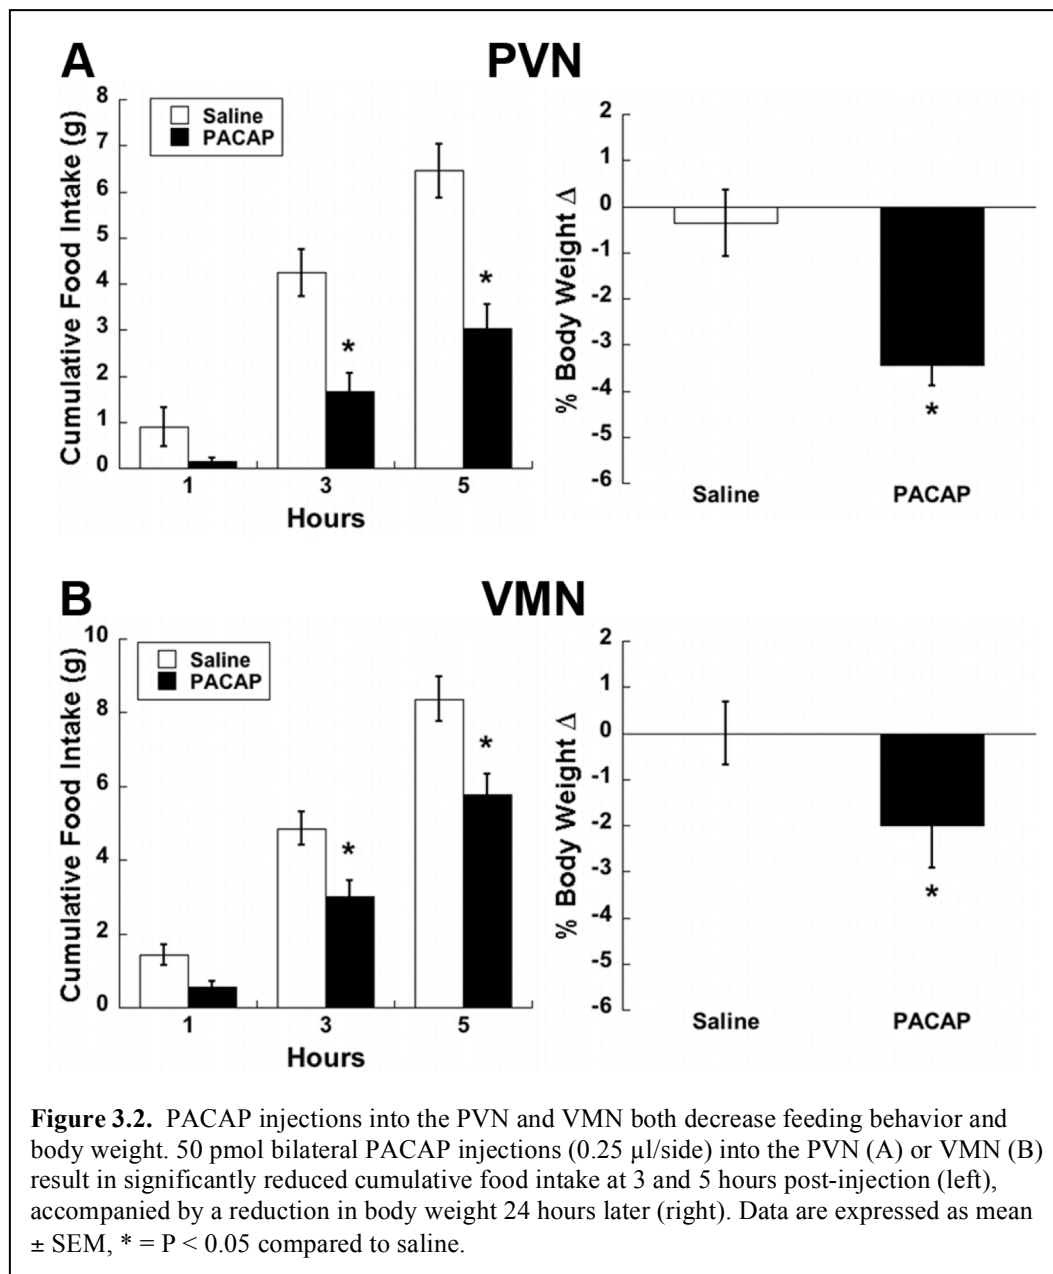 A
PVN
8
7
6
5
4
3
2
1
0
Cumulative Food Intake (g)
Saline
PACAP
*
*
1 3 5
Hours
2
1
0
-1
-2
-3
-4
-5
-6
% Body Weight Δ
*
Saline PACAP
B
VMN
10
8
6
4
2
0
Cumulative Food Intake (g)
Saline
PACAP
*
*
1 3 5
Hours
2
1
0
-1
-2
-3
-4
-5
-6
% Body Weight Δ
*
Saline PACAP
Figure 3.2. PACAP injections into the PVN and VMN both decrease feeding behavior and
body weight. 50 pmol bilateral PACAP injections (0.25 µl/side) into the PVN (A) or VMN (B)
result in significantly reduced cumulative food intake at 3 and 5 hours post-injection (left),
accompanied by a reduction in body weight 24 hours later (right). Data are expressed as mean
± SEM, * = P < 0.05 compared to saline.